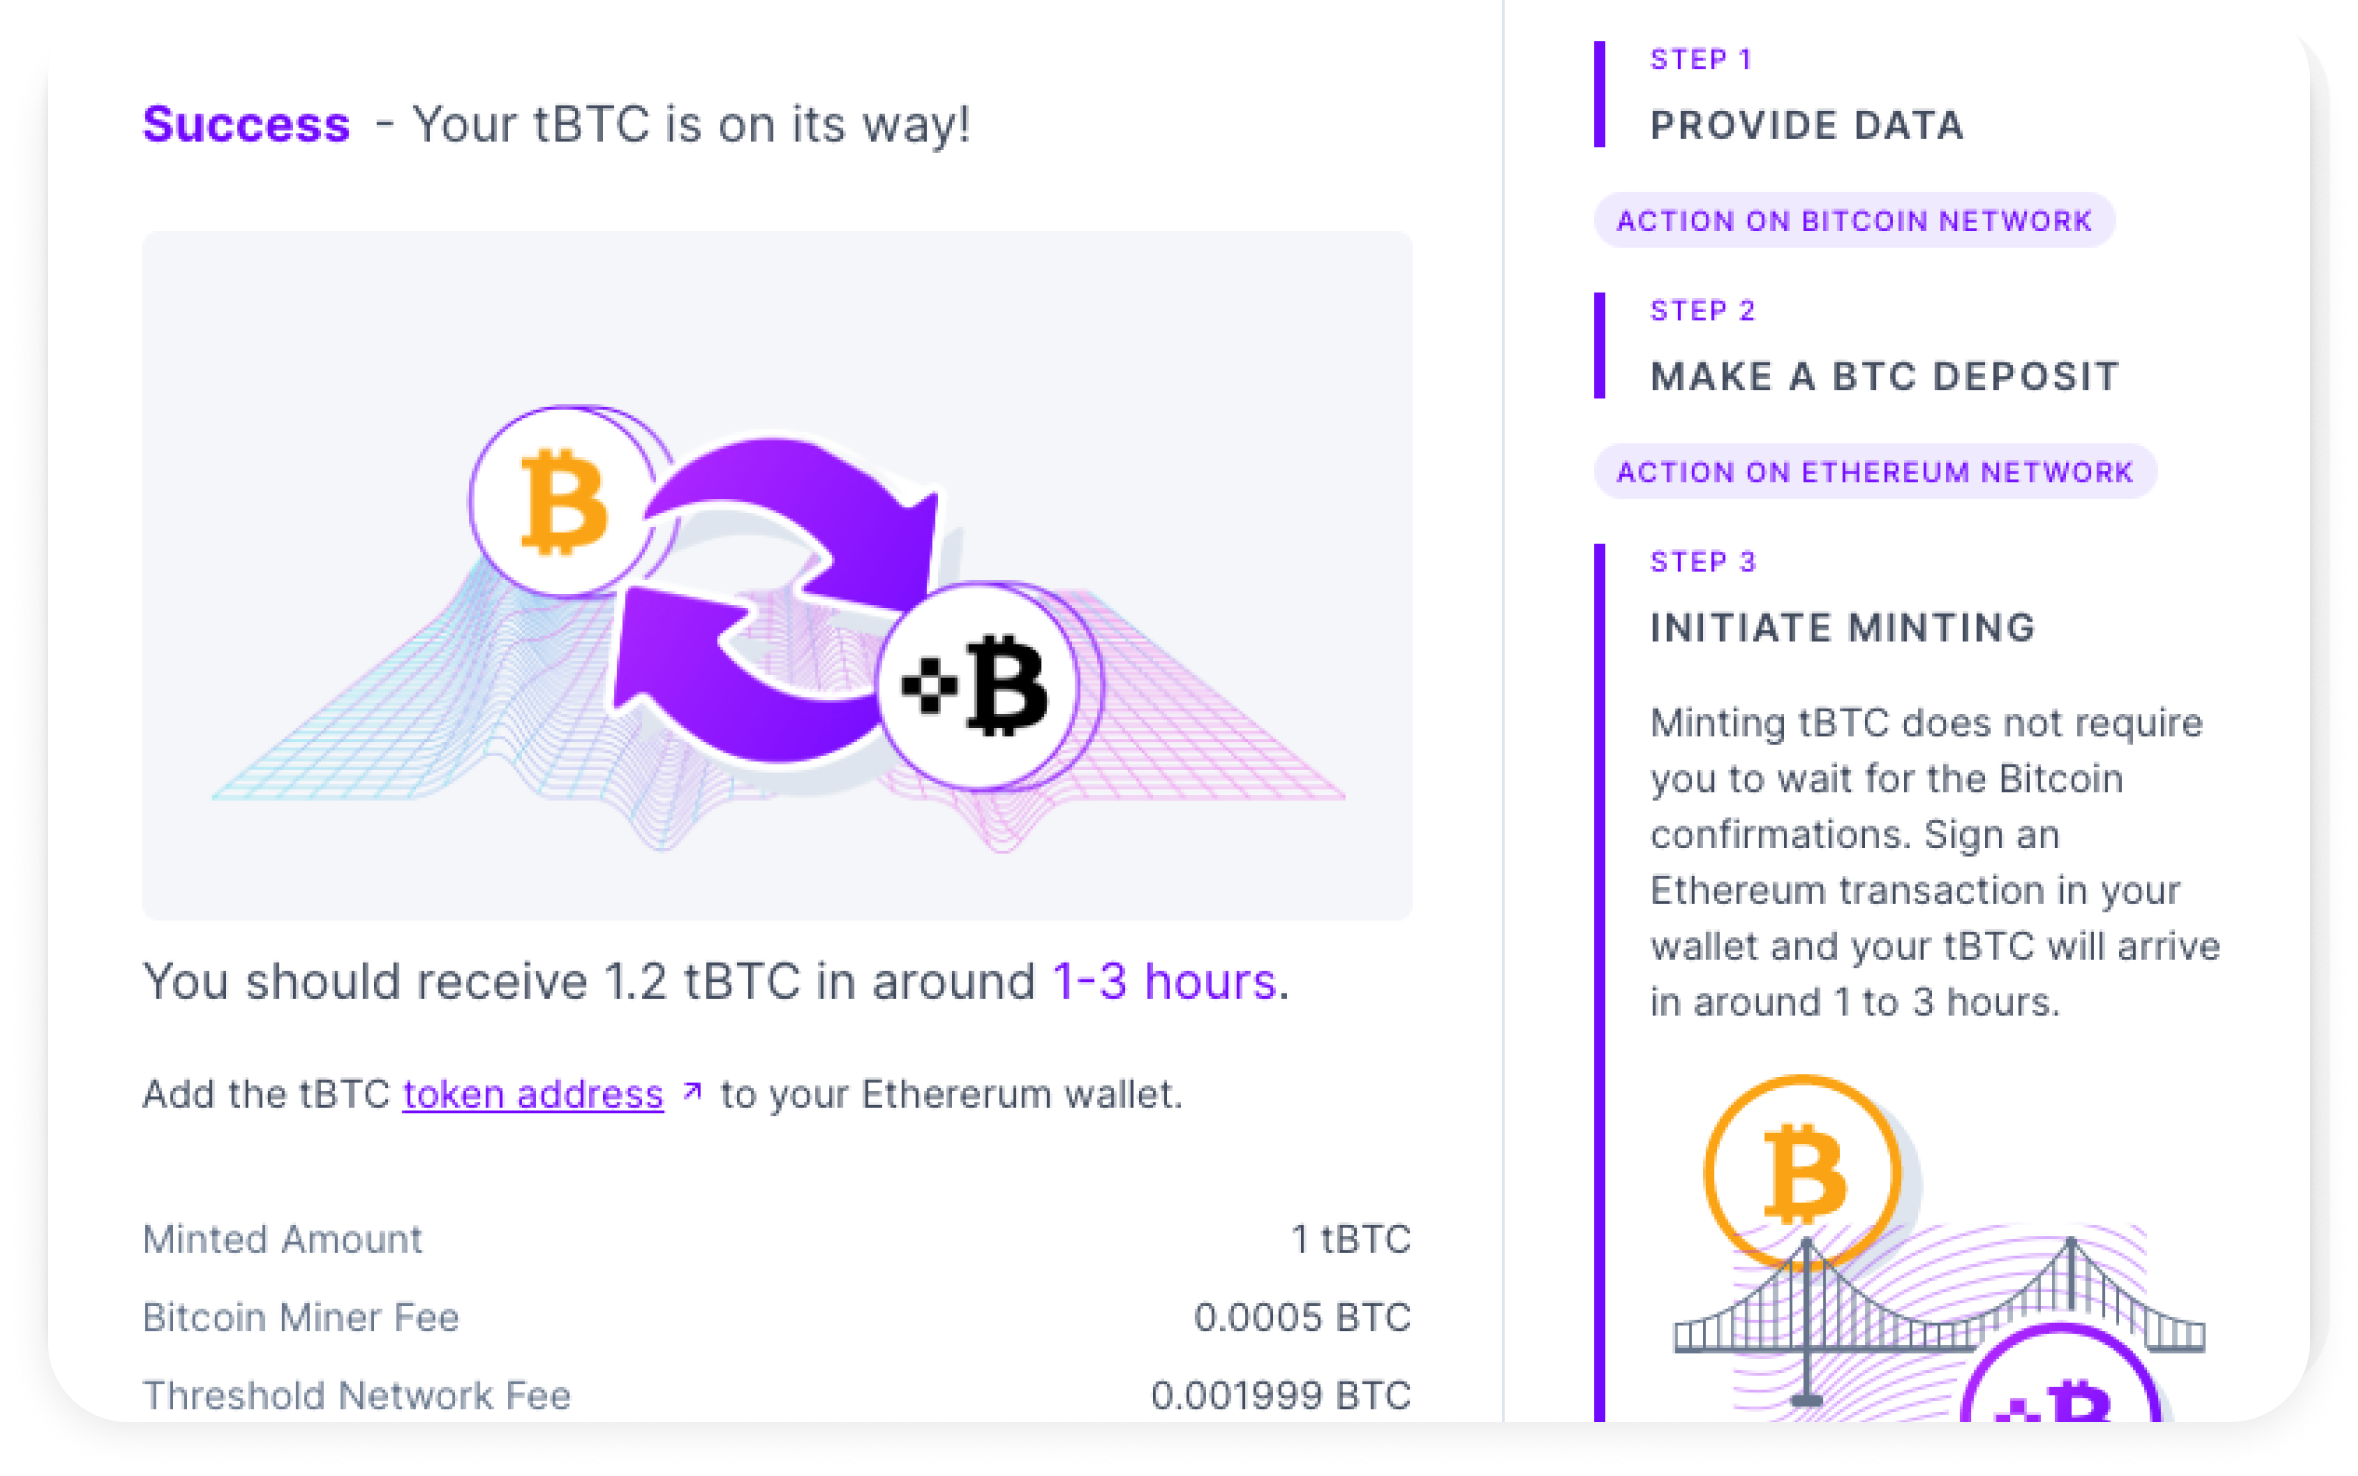 Success - Your tBTC is on its way!
You should receive 1.2 tBTC in around 1-3 hours.
Add the tBTC token address ↗ to your Ethererum wallet.
Minted Amount 1 tBTC
Bitcoin Miner Fee 0.0005 BTC
Threshold Network Fee 0.001999 BTC
STEP 1
PROVIDE DATA
ACTION ON BITCOIN NETWORK
STEP 2
MAKE A BTC DEPOSIT
ACTION ON ETHEREUM NETWORK
STEP 3
INITIATE MINTING
Minting tBTC does not require
you to wait for the Bitcoin
confirmations. Sign an
Ethereum transaction in your
wallet and your tBTC will arrive
in around 1 to 3 hours.